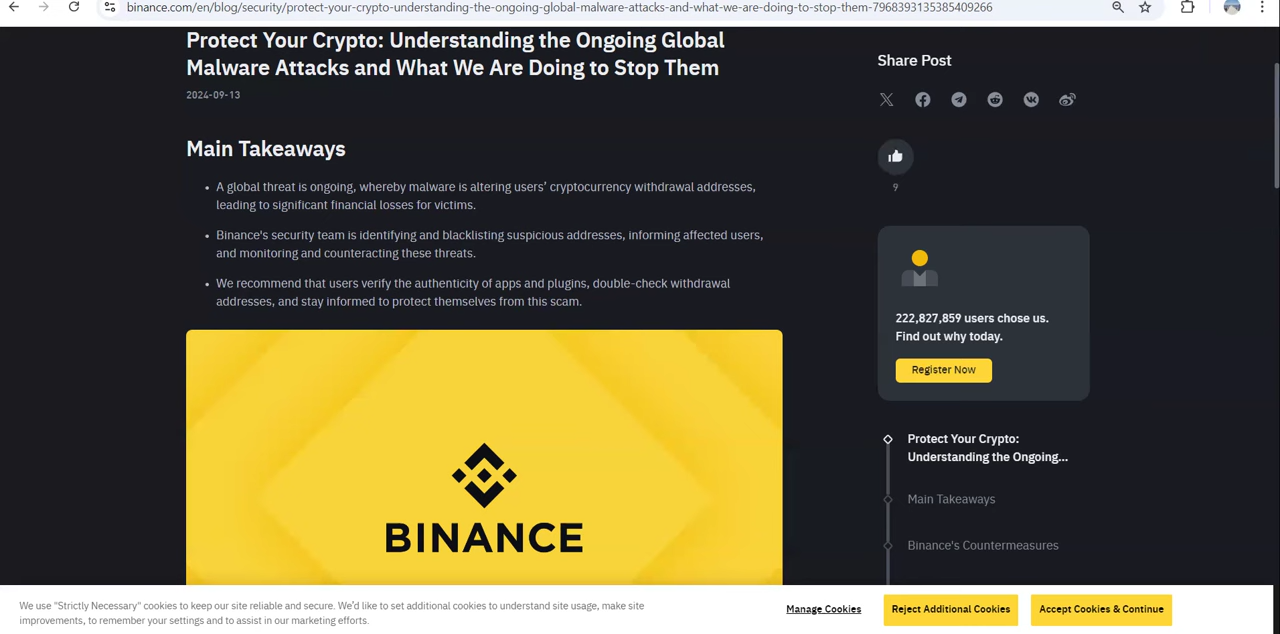 binance.com/en/blog/security/protect-your-crypto-understanding-the-ongoing-global-malware-attacks-and-what-we-are-doing-to-stop-them-7968393135385409266
Protect Your Crypto: Understanding the Ongoing Global
Malware Attacks and What We Are Doing to Stop Them
2024-09-13
Main Takeaways
• A global threat is ongoing, whereby malware is altering users’ cryptocurrency withdrawal addresses,
leading to significant financial losses for victims.
• Binance's security team is identifying and blacklisting suspicious addresses, informing affected users,
and monitoring and counteracting these threats.
• We recommend that users verify the authenticity of apps and plugins, double-check withdrawal
addresses, and stay informed to protect themselves from this scam.
BINANCE
Share Post
9
222,827,859 users chose us.
Find out why today.
Register Now
Protect Your Crypto:
Understanding the Ongoing...
Main Takeaways
Binance's Countermeasures
We use "Strictly Necessary" cookies to keep our site reliable and secure. We’d like to set additional cookies to understand site usage, make site
improvements, to remember your settings and to assist in our marketing efforts.
Manage Cookies
Reject Additional Cookies
Accept Cookies & Continue